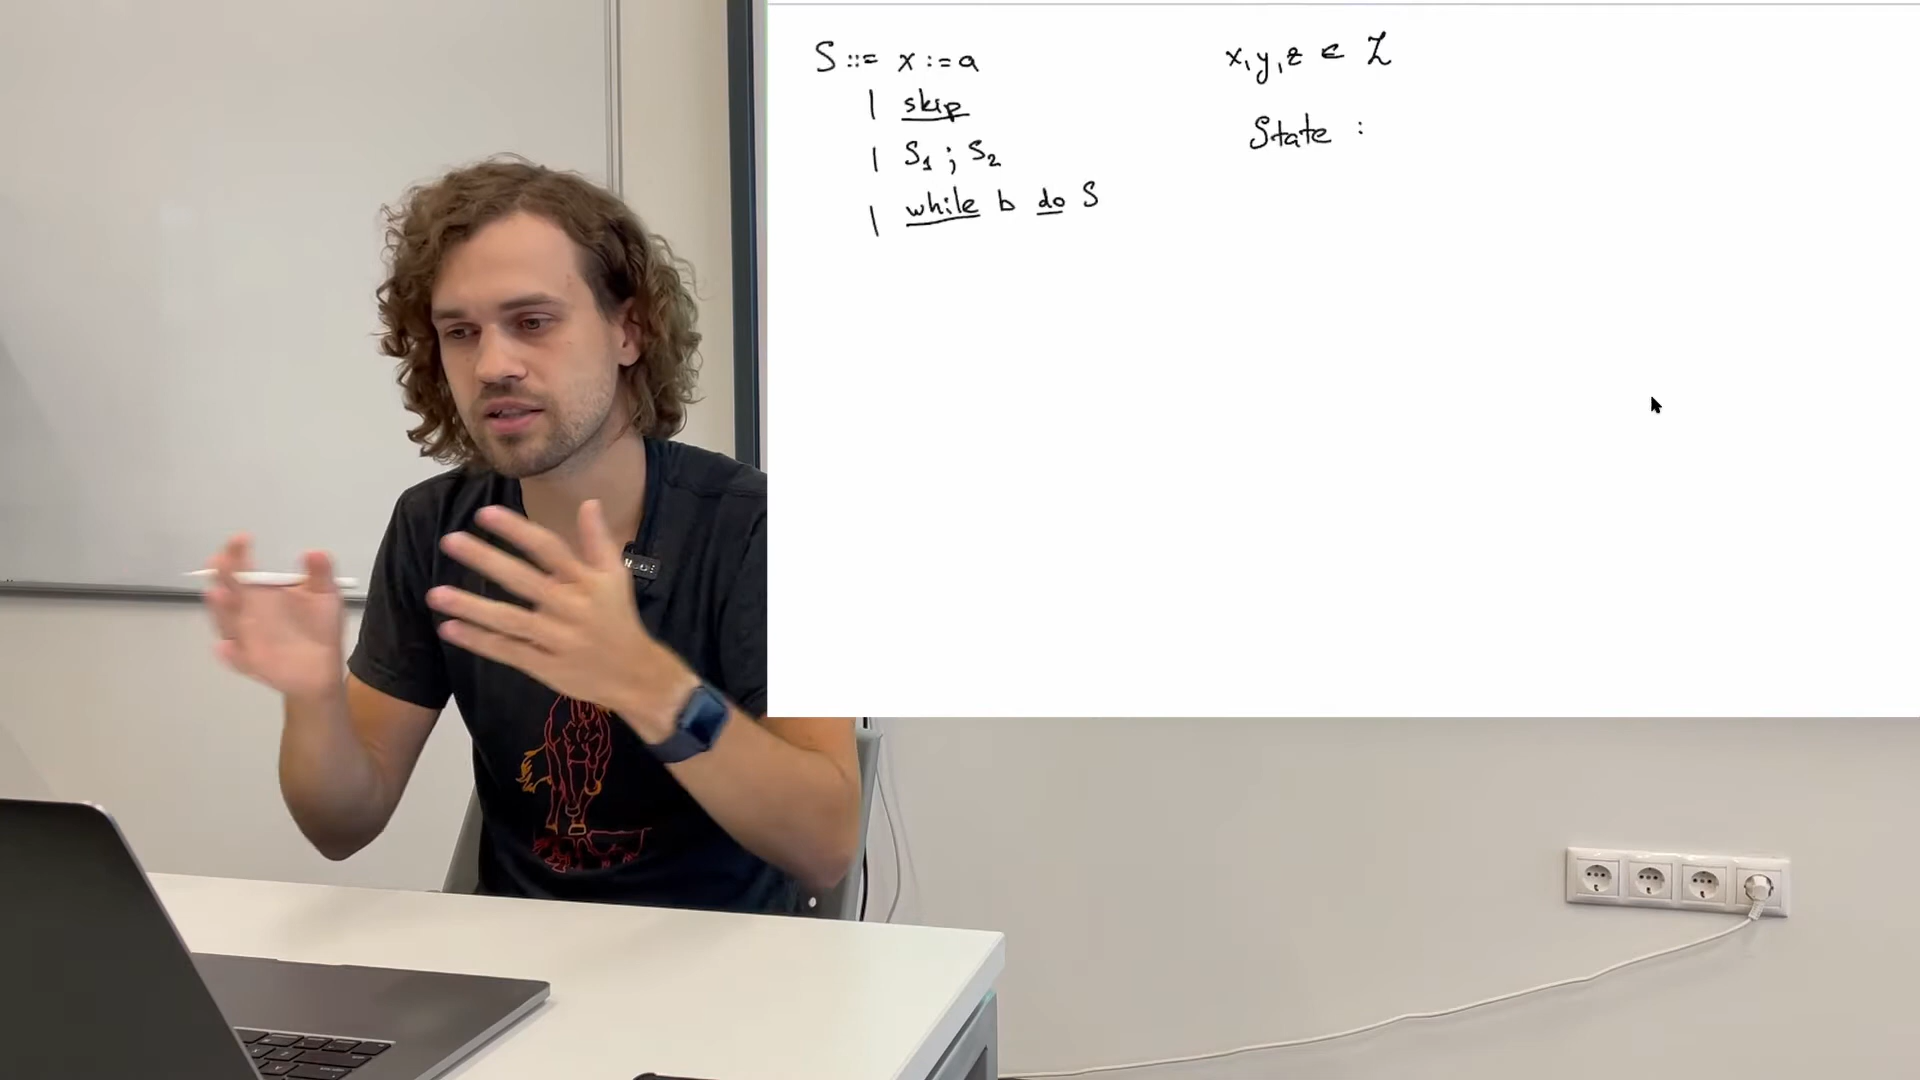 S ::= x := a
| skip
| S₁ ; S₂
| while b do S
x, y, z ∈ Z
State :